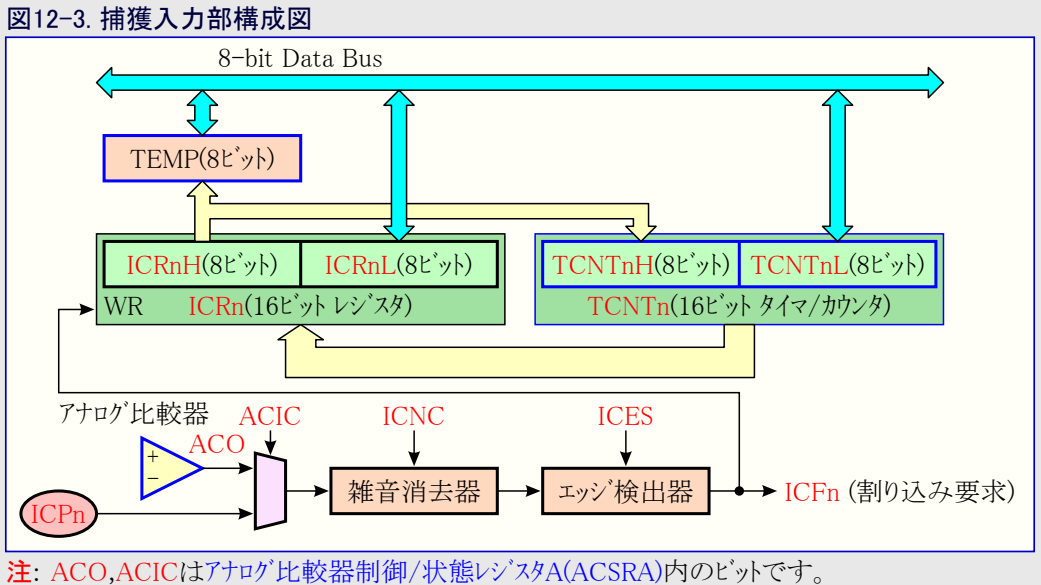 図12-3. 捕獲入力部構成図
8-bit Data Bus
TEMP(8ﾋﾞｯﾄ)
ICRnH(8ﾋﾞｯﾄ) ICRnL(8ﾋﾞｯﾄ) TCNTnH(8ﾋﾞｯﾄ) TCNTnL(8ﾋﾞｯﾄ)
WR ICRn(16ﾋﾞｯﾄ ﾚｼﾞｽﾀ) TCNTn(16ﾋﾞｯﾄ ﾀｲﾏ/ｶｳﾝﾀ)
ｱﾅﾛｸﾞ比較器 ACIC ICNC ICES
ACO
+
-
雑音消去器 ｴｯｼﾞ検出器 ICFn (割り込み要求)
ICPn
注: ACO,ACICはｱﾅﾛｸﾞ比較器制御/状態ﾚｼﾞｽﾀA(ACSRA)内のﾋﾞｯﾄです。